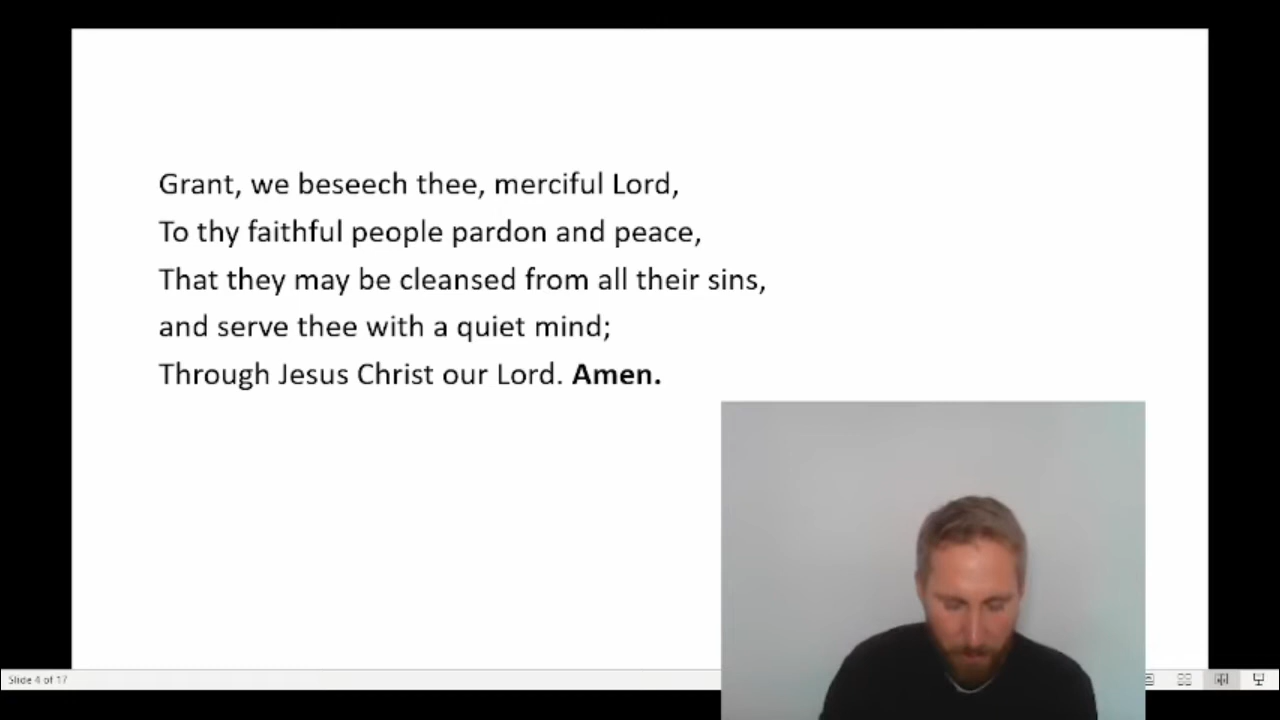 Grant, we beseech thee, merciful Lord,
To thy faithful people pardon and peace,
That they may be cleansed from all their sins,
and serve thee with a quiet mind;
Through Jesus Christ our Lord. Amen.
Slide 4 of 17